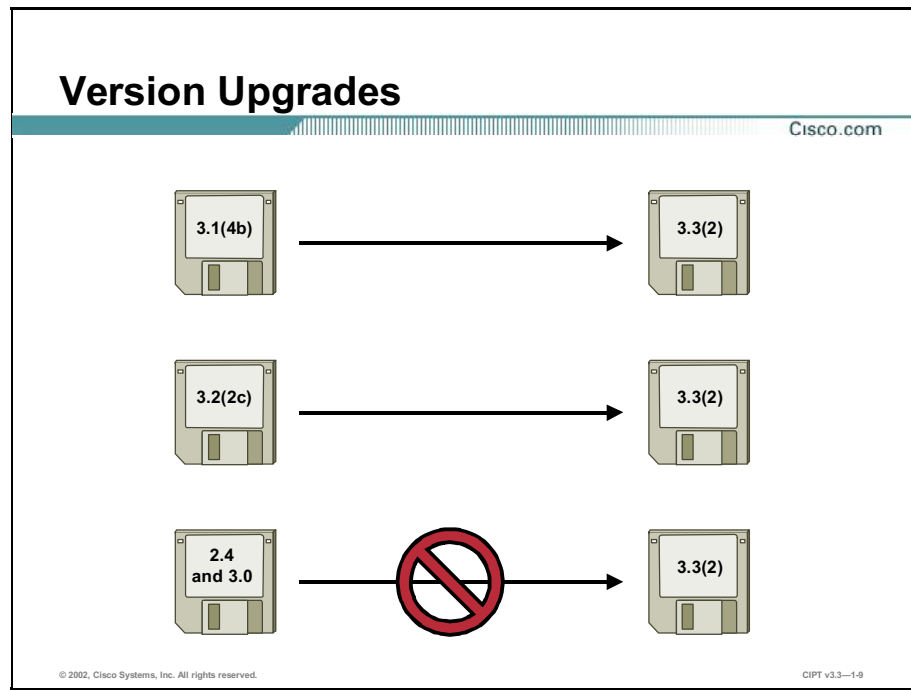 Version Upgrades
Cisco.com
3.1(4b)
3.3(2)
3.2(2c)
3.3(2)
2.4
and 3.0
3.3(2)
© 2002, Cisco Systems, Inc. All rights reserved.
CIPT v3.3—1-9